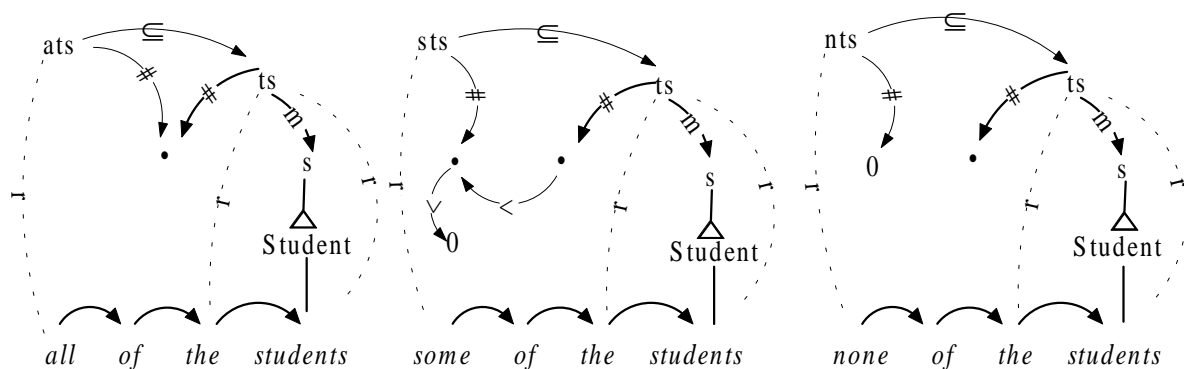 ⊆
ats
#
ts
#
m
s
r
r
r
Student
all of the students
⊆
sts
#
ts
#
m
s
r
r
r
>
<
0
Student
some of the students
⊆
nts
#
ts
#
m
0
s
r
r
r
Student
none of the students